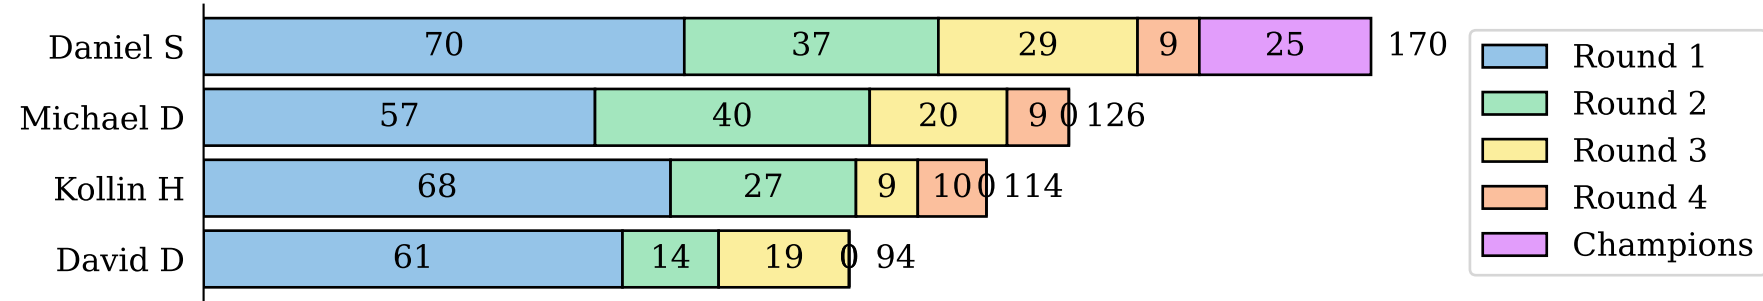 Daniel S 70 37 29 9 25 170
Michael D 57 40 20 9 0 126
Kollin H 68 27 9 10 0 114
David D 61 14 19 0 94
Round 1
Round 2
Round 3
Round 4
Champions